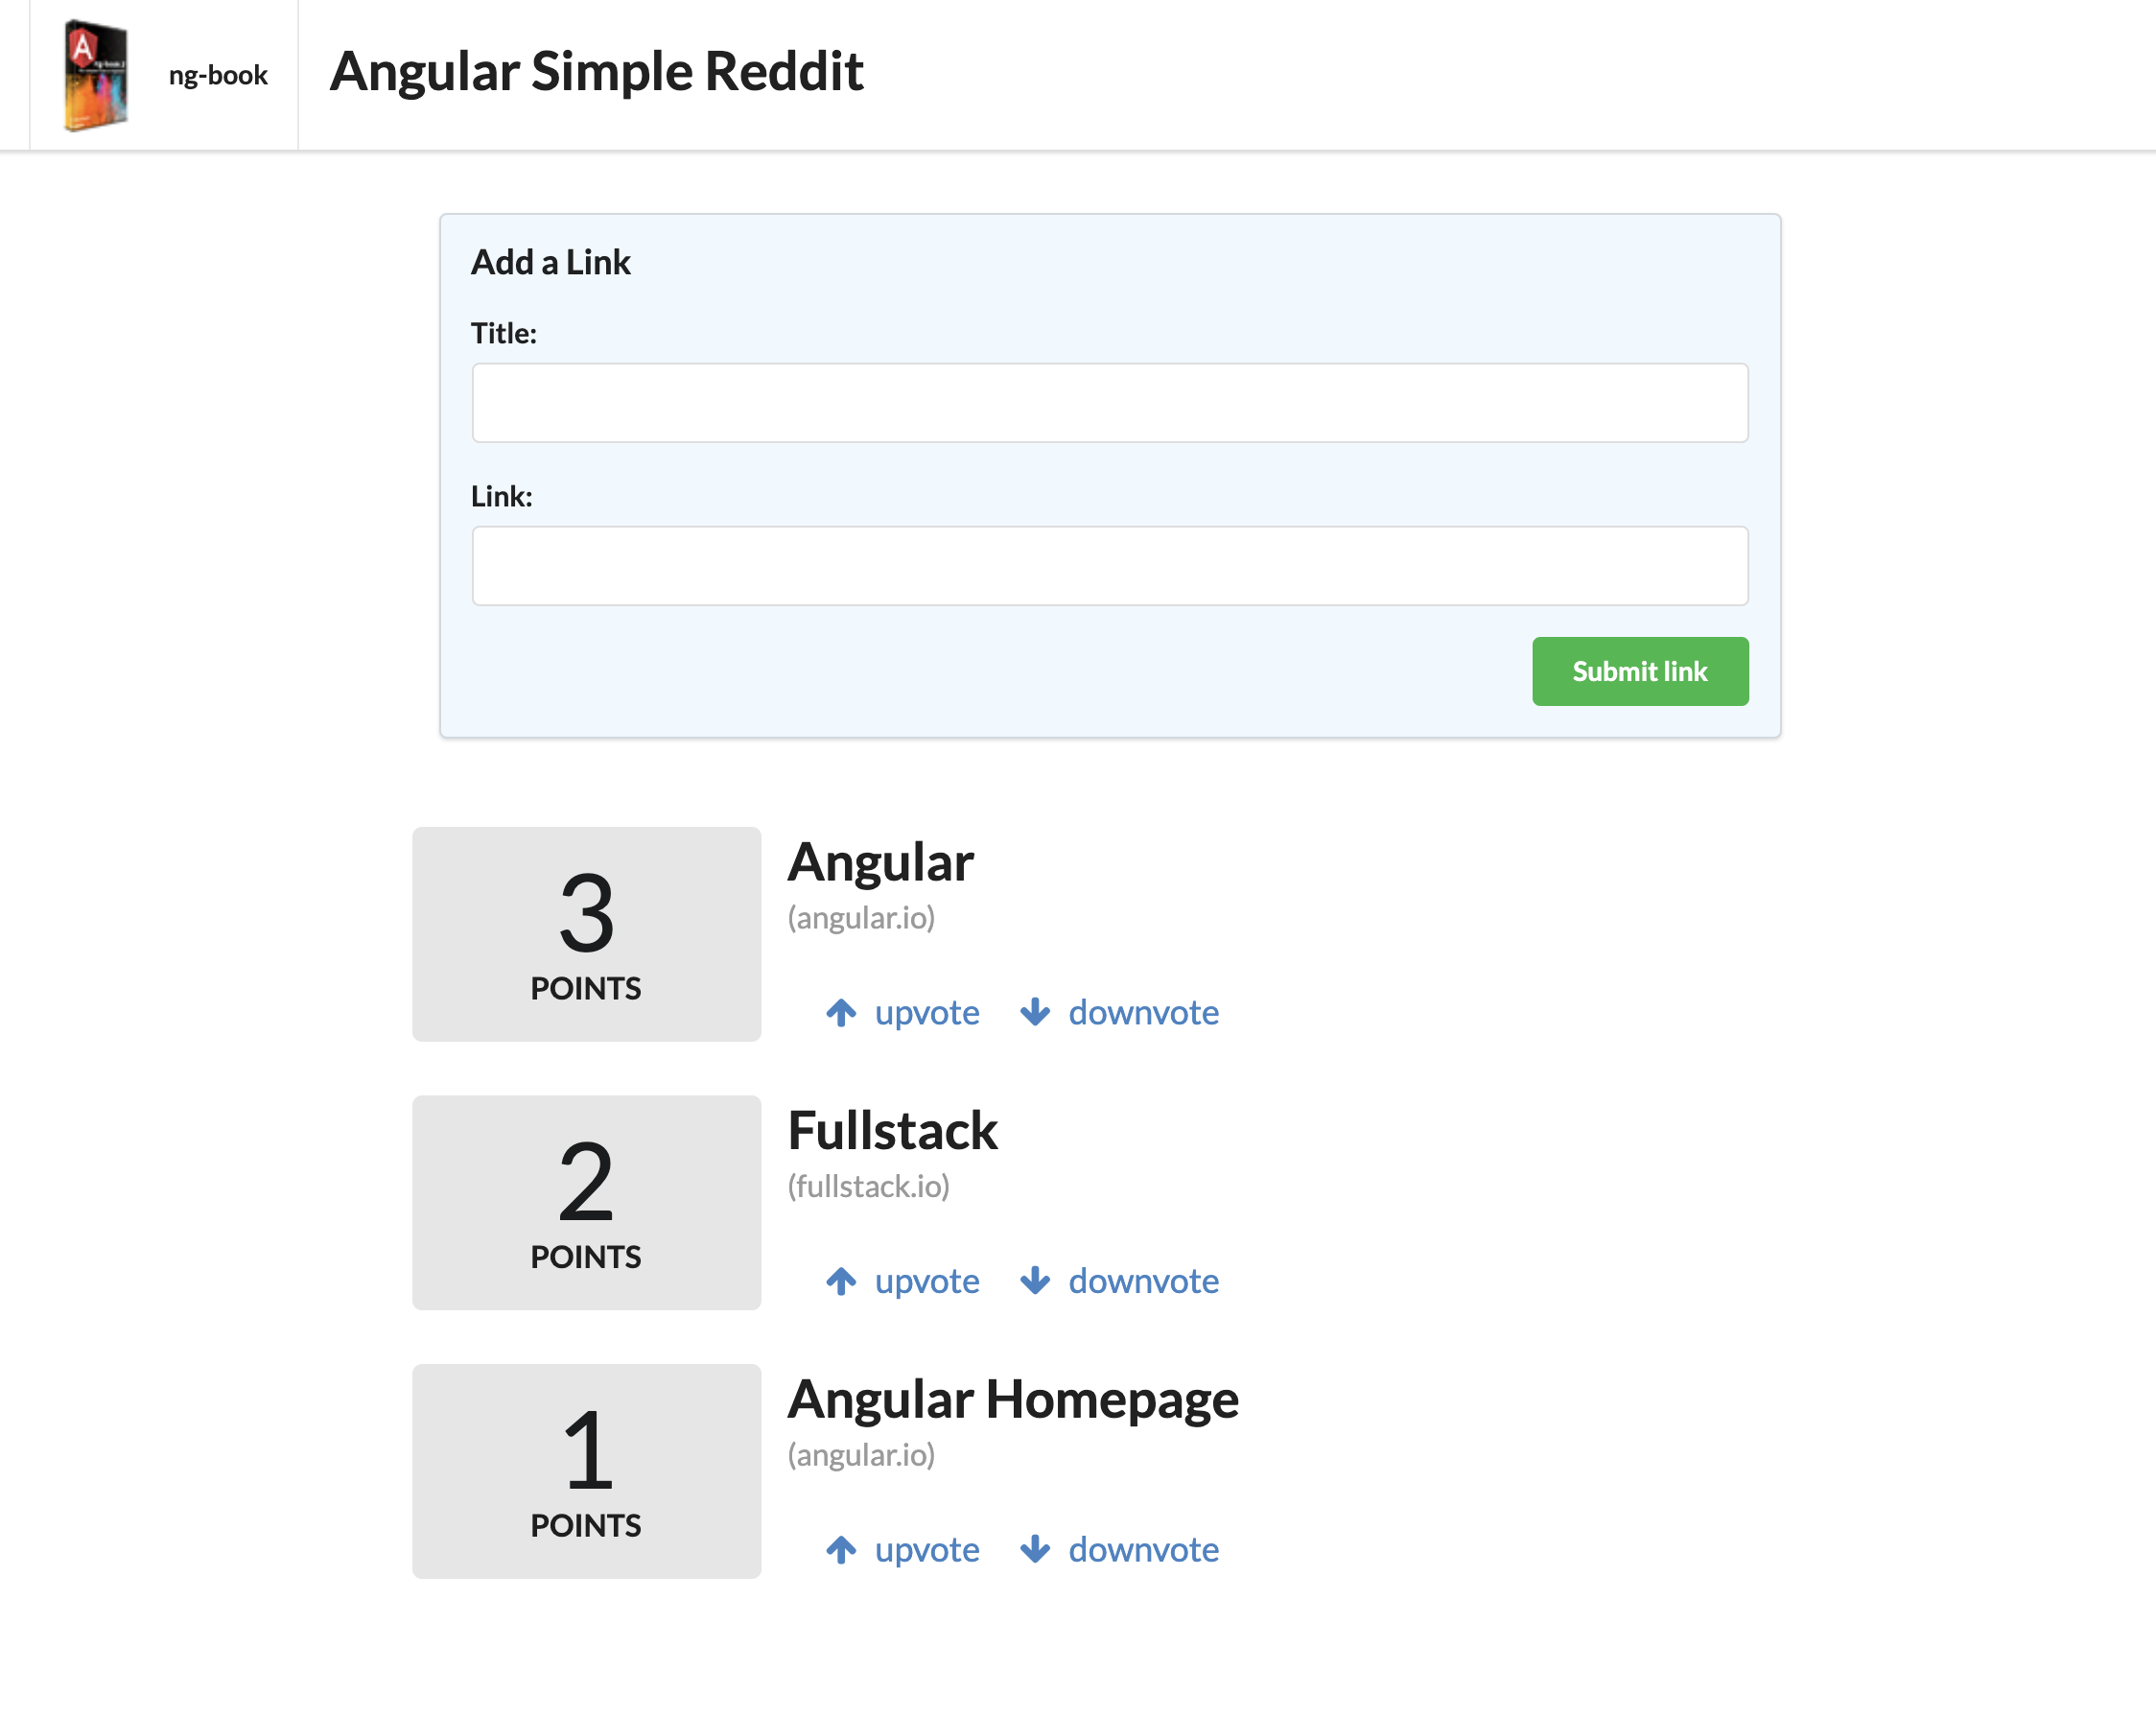 ng-book
Angular Simple Reddit
Add a Link
Title:
Link:
Submit link
3
POINTS
Angular
(angular.io)
upvote downvote
2
POINTS
Fullstack
(fullstack.io)
upvote downvote
1
POINTS
Angular Homepage
(angular.io)
upvote downvote